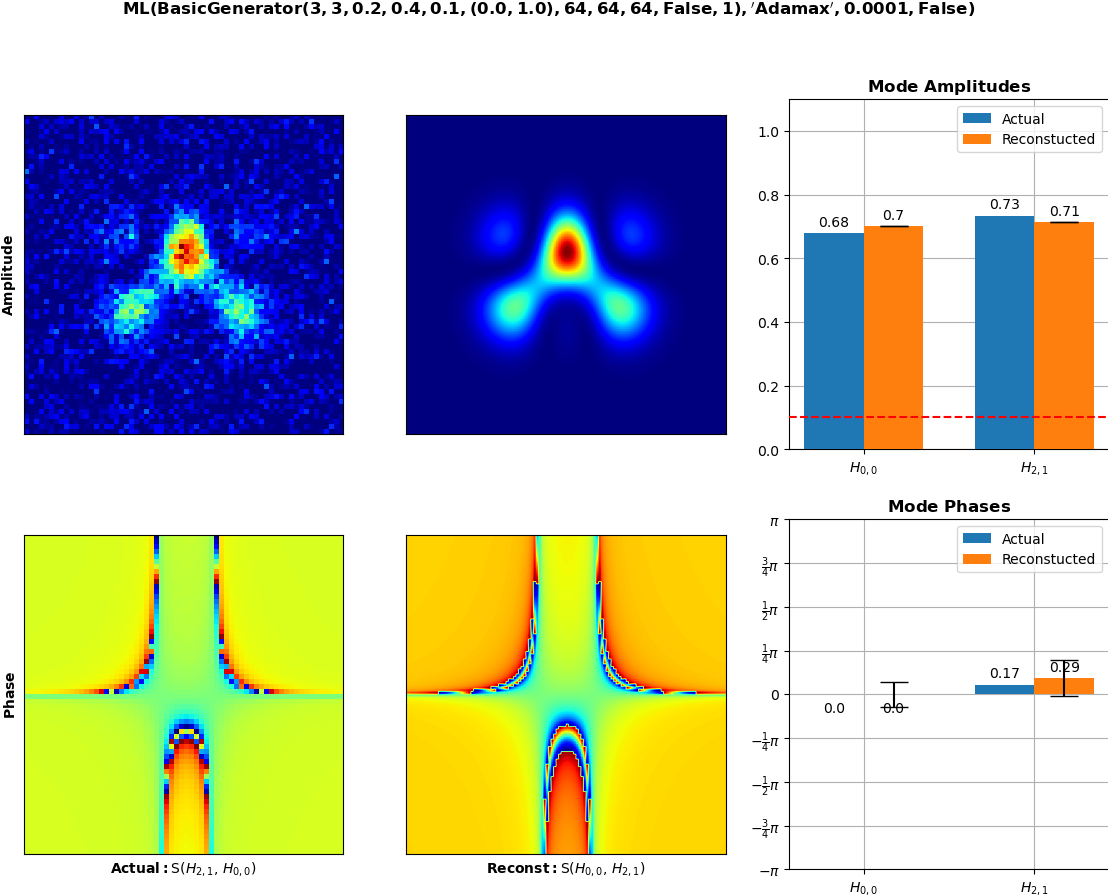 ML(BasicGenerator(3, 3, 0.2, 0.4, 0.1, (0.0, 1.0), 64, 64, 64, False, 1), ′Adamax′, 0.0001, False)
Amplitude
Mode Amplitudes
Actual
Reconstucted
1.0
0.8
0.6
0.4
0.2
0.0
0.68
0.7
0.73
0.71
H0, 0
H2, 1
Phase
Actual: S(H2, 1, H0, 0)
Reconst: S(H0, 0, H2, 1)
Mode Phases
Actual
Reconstucted
π
3/4π
1/2π
1/4π
0
−1/4π
−1/2π
−3/4π
−π
0.0
0.0
0.17
0.29
H0, 0
H2, 1